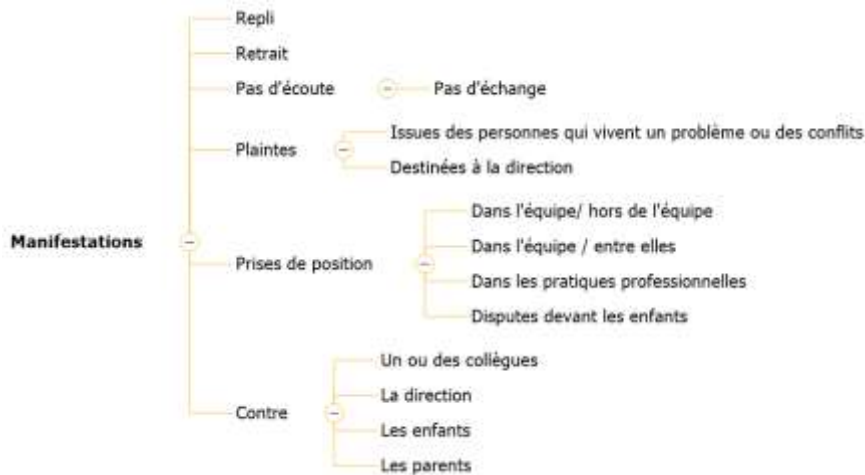 Repli
Retrait
Pas d'écoute
Pas d'échange
Plaintes
Issues des personnes qui vivent un problème ou des conflits
Destinées à la direction
Manifestations
Prises de position
Dans l'équipe/ hors de l'équipe
Dans l'équipe / entre elles
Dans les pratiques professionnelles
Disputes devant les enfants
Contre
Un ou des collègues
La direction
Les enfants
Les parents